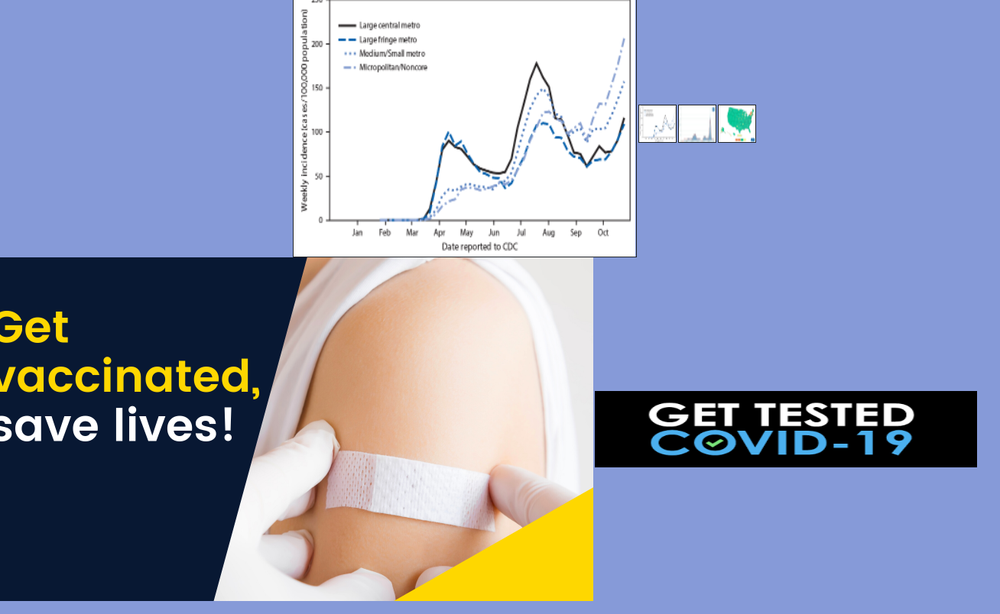 250
Large central metro
Large fringe metro
Medium/Small metro
Micropolitan/Noncore
200
150
100
50
0
Weekly incidence (cases/100,000 population)
Jan Feb Mar Apr May Jun Jul Aug Sep Oct
Date reported to CDC
Get
vaccinated,
save lives!
GET TESTED
COVID-19